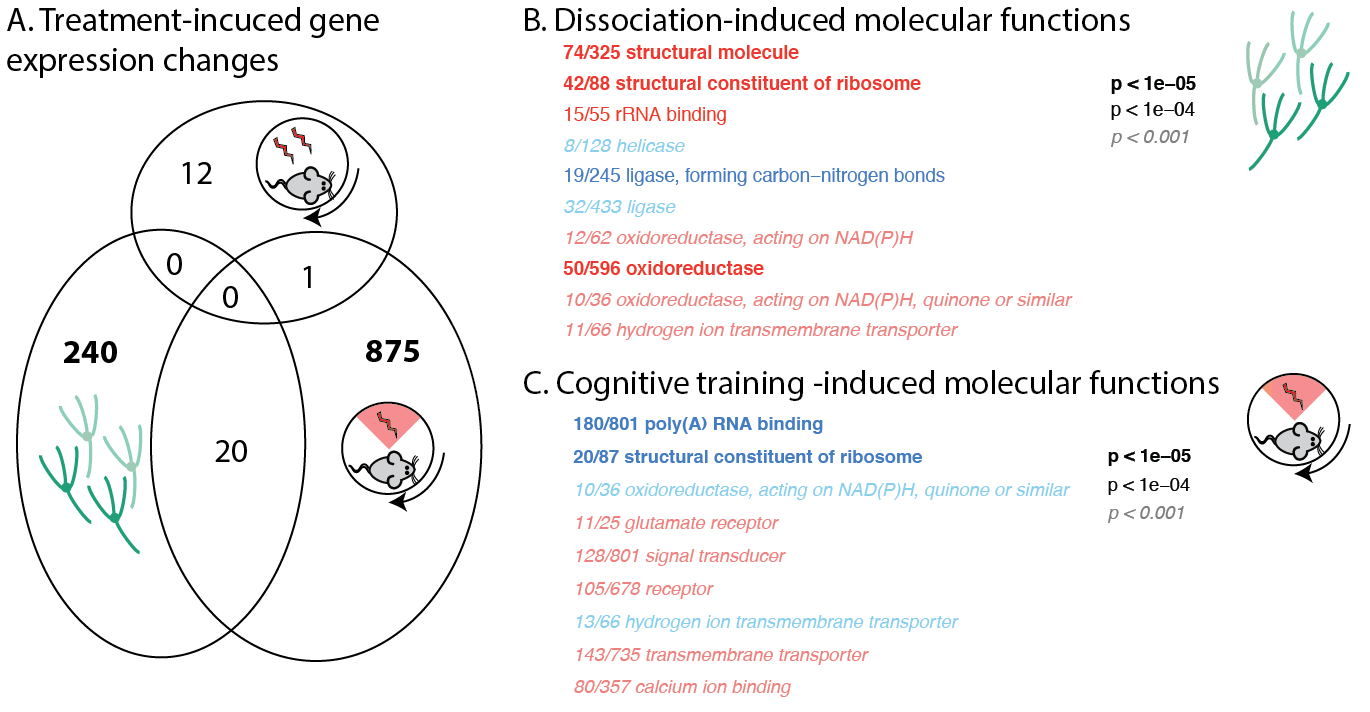 A. Treatment-incuced gene
expression changes
12
0
1
0
240
875
20
B. Dissociation-induced molecular functions
74/325 structural molecule
42/88 structural constituent of ribosome
15/55 rRNA binding
8/128 helicase
19/245 ligase, forming carbon–nitrogen bonds
32/433 ligase
12/62 oxidoreductase, acting on NAD(P)H
50/596 oxidoreductase
10/36 oxidoreductase, acting on NAD(P)H, quinone or similar
11/66 hydrogen ion transmembrane transporter
p < 1e–05
p < 1e–04
p < 0.001
C. Cognitive training -induced molecular functions
180/801 poly(A) RNA binding
20/87 structural constituent of ribosome
10/36 oxidoreductase, acting on NAD(P)H, quinone or similar
11/25 glutamate receptor
128/801 signal transducer
105/678 receptor
13/66 hydrogen ion transmembrane transporter
143/735 transmembrane transporter
80/357 calcium ion binding
p < 1e–05
p < 1e–04
p < 0.001